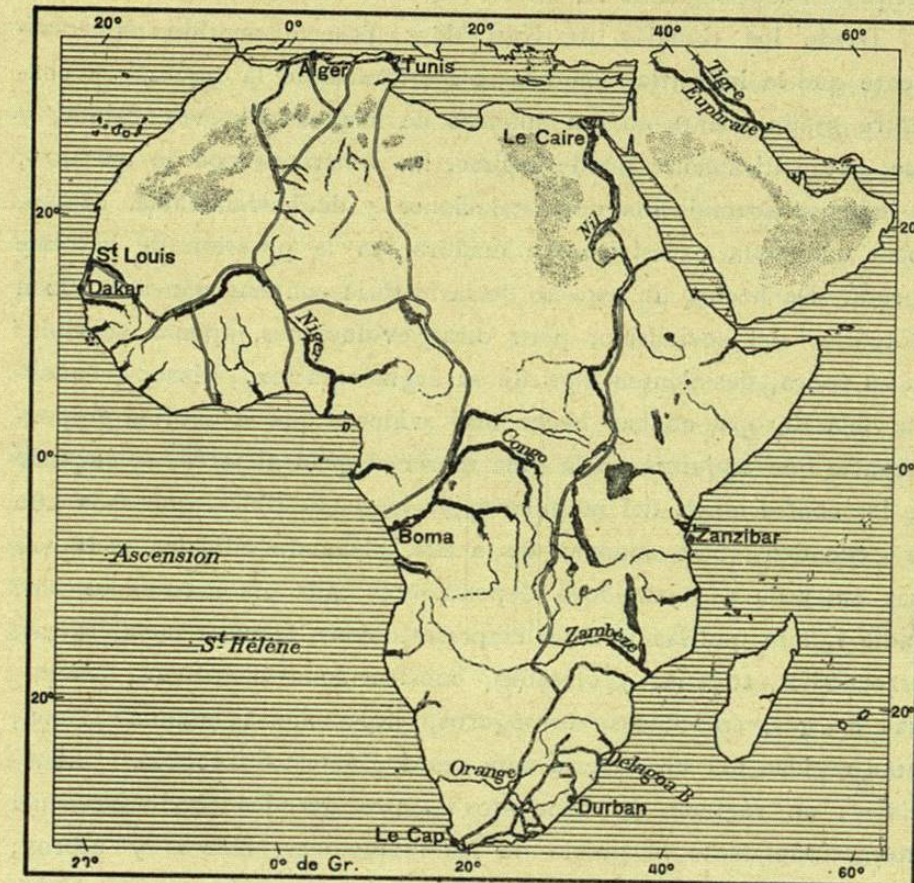 20° 0° 20° 40° 60°
Alger
Tunis
Tigre
Euphrate
Le Caire
20°
20°
Nil
St Louis
Dakar
Niger
Congo
0°
0°
Boma
Zanzibar
Ascension
St Hélène
Zambèze
20°
20°
Orange
Delagoa B
Durban
Le Cap
0° de Gr. 20° 40° 60°